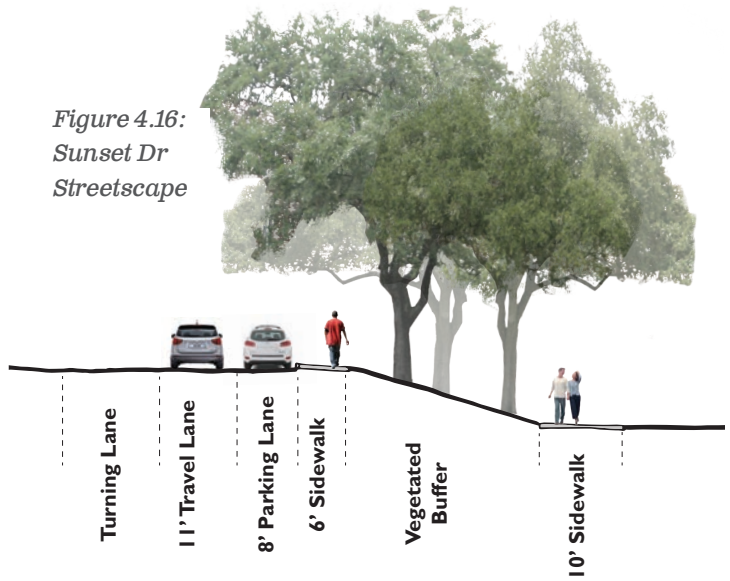 Figure 4.16:
Sunset Dr
Streetscape
Turning Lane
11' Travel Lane
8' Parking Lane
6' Sidewalk
Vegetated
Buffer
10' Sidewalk